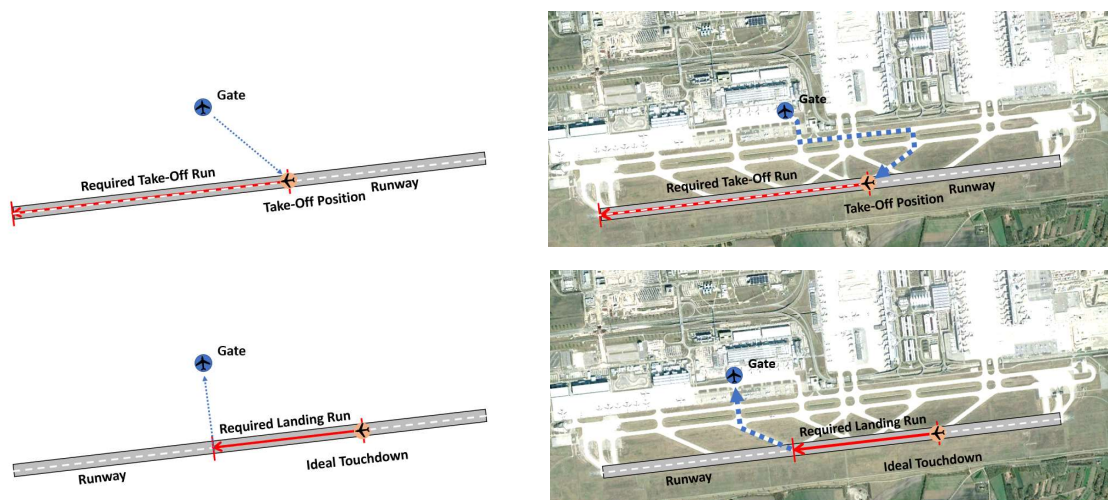 Gate
Required Take-Off Run
Runway
Take-Off Position
Gate
Required Take-Off Run
Runway
Take-Off Position
Gate
Required Landing Run
Runway
Ideal Touchdown
Gate
Required Landing Run
Runway
Ideal Touchdown